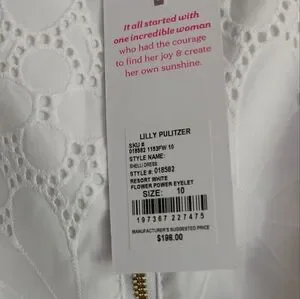 It all started with
one incredible woman
who had the courage
to find her joy & create
her own sunshine.
LILLY PULITZER
SKU #
018582 1153FW 10
STYLE NAME:
SHELLI DRESS
STYLE #: 018582
RESORT WHITE
FLOWER POWER EYELET
SIZE: 10
197367 227475
MANUFACTURER'S SUGGESTED PRICE
$198.00